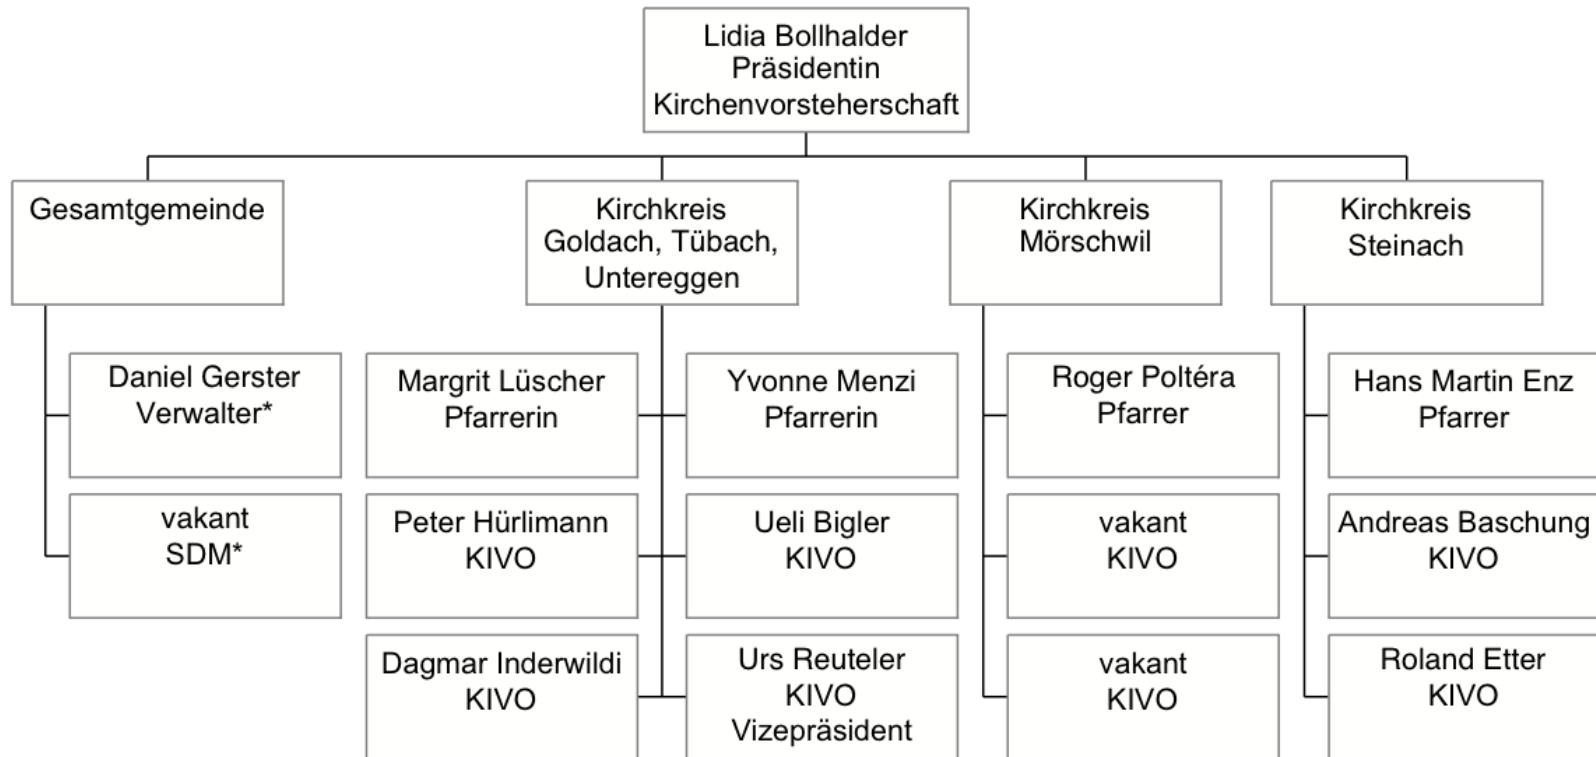 Lidia Bollhalder
Präsidentin
Kirchenvorsteherschaft
Gesamtgemeinde
Kirchkreis
Goldach, Tübach,
Untereggen
Kirchkreis
Mörschwil
Kirchkreis
Steinach
Daniel Gerster
Verwalter*
Margrit Lüscher
Pfarrerin
Yvonne Menzi
Pfarrerin
Roger Poltéra
Pfarrer
Hans Martin Enz
Pfarrer
vakant
SDM*
Peter Hürlimann
KIVO
Ueli Bigler
KIVO
vakant
KIVO
Andreas Baschung
KIVO
Dagmar Inderwildi
KIVO
Urs Reuteler
KIVO
Vizepräsident
vakant
KIVO
Roland Etter
KIVO